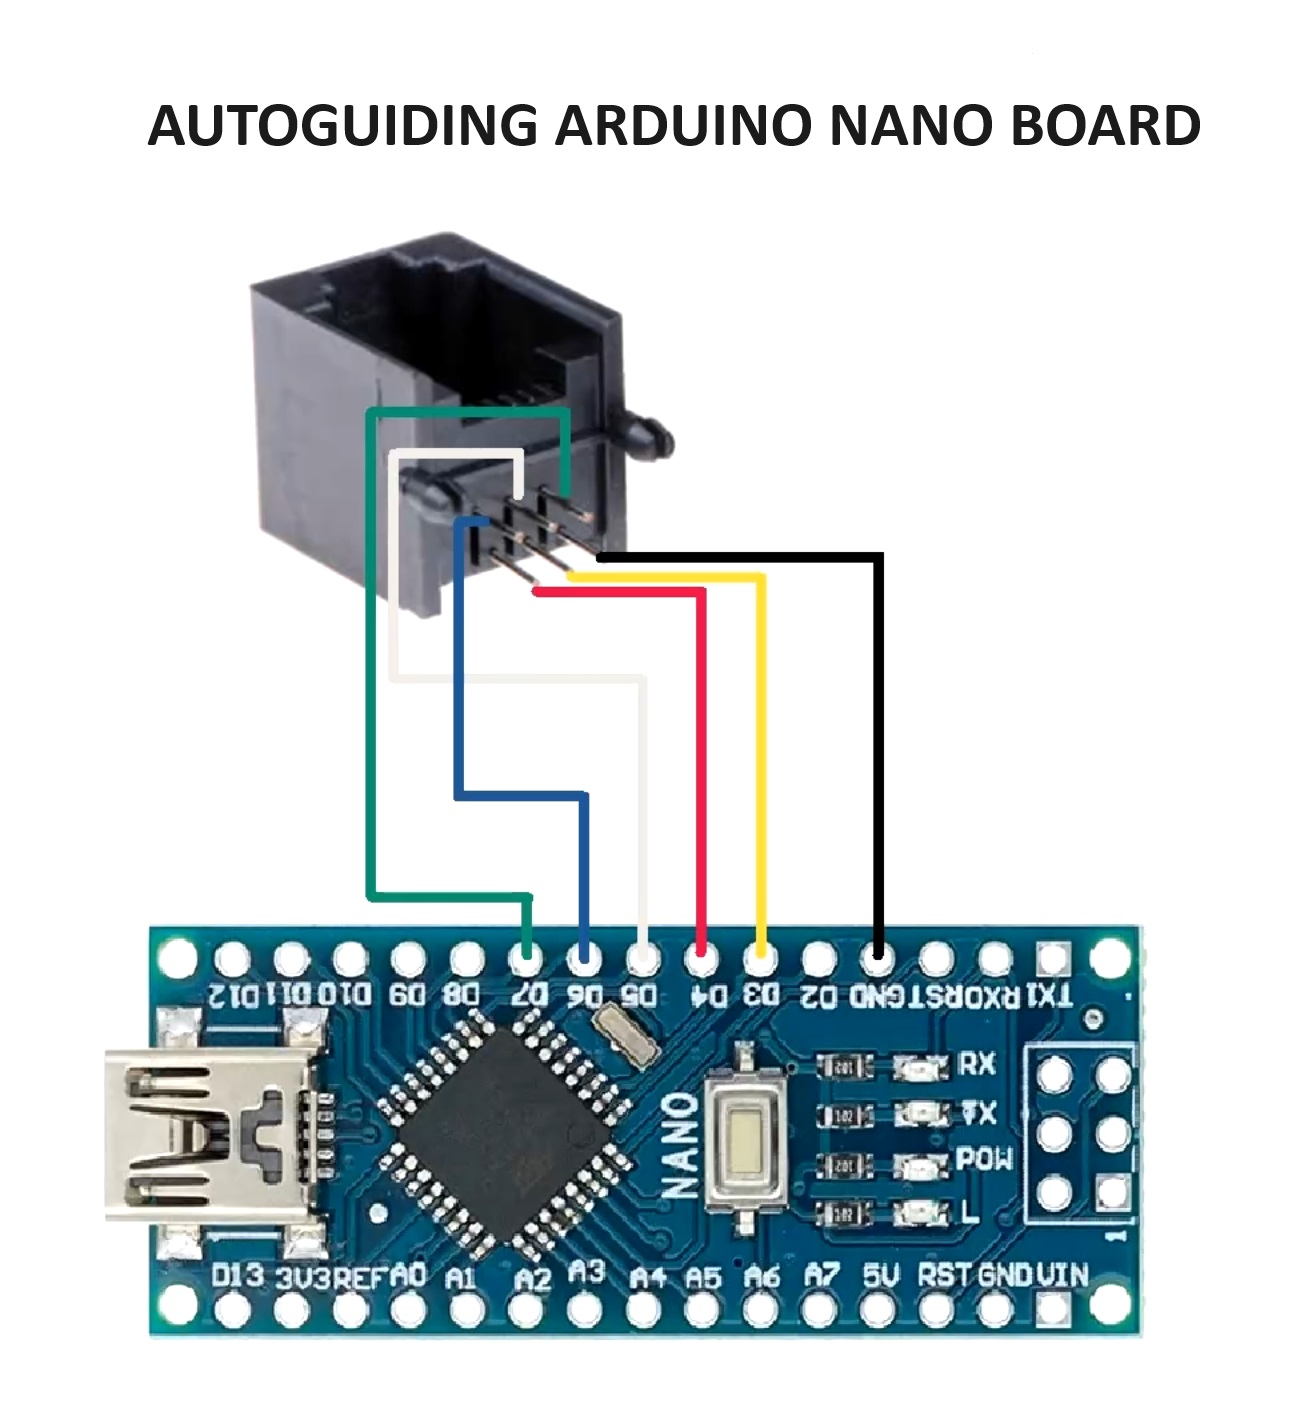 AUTOGUIDING ARDUINO NANO BOARD
D12 D11 D10 D9 D8 D7 D6 D5 D4 D3 D2 GND RST RX0 TX1
RX
TX
POW
L
NANO
1
D13 3V3 REF A0 A1 A2 A3 A4 A5 A6 A7 5V RST GND VIN